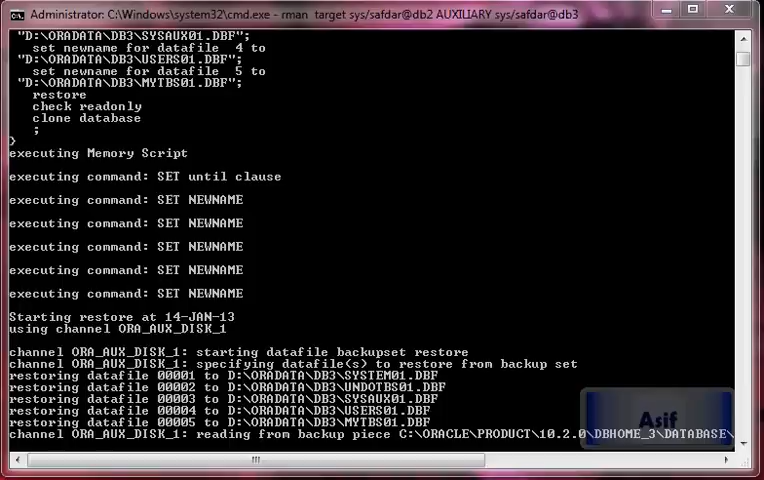 Administrator: C:\Windows\system32\cmd.exe - rman target sys/safdar@db2 AUXILIARY sys/safdar@db3
"D:\ORADATA\DB3\SYSAUX01.DBF";
set newname for datafile 4 to
"D:\ORADATA\DB3\USERS01.DBF";
set newname for datafile 5 to
"D:\ORADATA\DB3\MYTBS01.DBF";
restore
check readonly
clone database
;
}
executing Memory Script
executing command: SET until clause
executing command: SET NEWNAME
executing command: SET NEWNAME
executing command: SET NEWNAME
executing command: SET NEWNAME
executing command: SET NEWNAME
Starting restore at 14-JAN-13
using channel ORA_AUX_DISK_1
channel ORA_AUX_DISK_1: starting datafile backupset restore
channel ORA_AUX_DISK_1: specifying datafile(s) to restore from backup set
restoring datafile 00001 to D:\ORADATA\DB3\SYSTEM01.DBF
restoring datafile 00002 to D:\ORADATA\DB3\UNDOTBS01.DBF
restoring datafile 00003 to D:\ORADATA\DB3\SYSAUX01.DBF
restoring datafile 00004 to D:\ORADATA\DB3\USERS01.DBF
restoring datafile 00005 to D:\ORADATA\DB3\MYTBS01.DBF
Asif
channel ORA_AUX_DISK_1: reading from backup piece C:\ORACLE\PRODUCT\10.2.0\DBHOME_3\DATABASE\